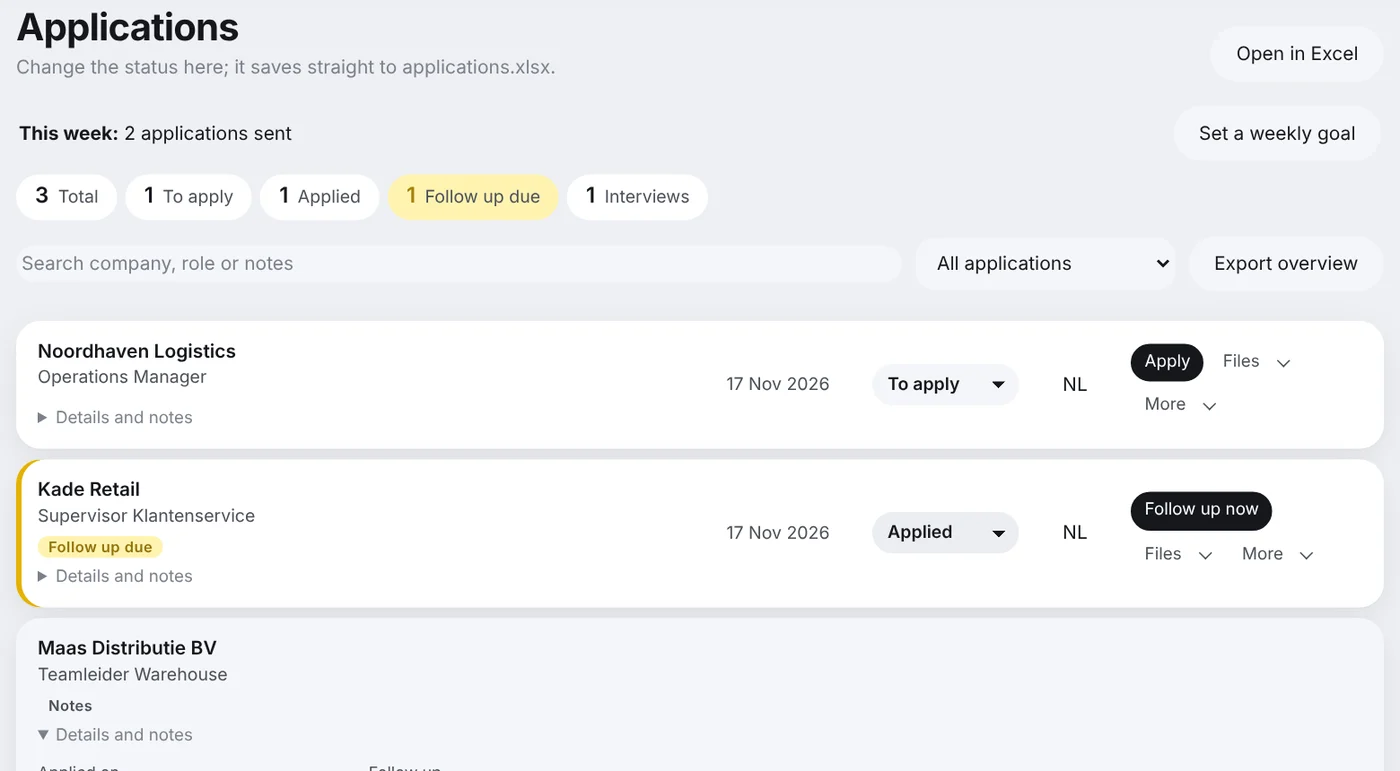 Applications
Change the status here; it saves straight to applications.xlsx.
Open in Excel
This week: 2 applications sent
Set a weekly goal
3 Total
1 To apply
1 Applied
1 Follow up due
1 Interviews
Search company, role or notes
All applications
Export overview
Noordhaven Logistics
Operations Manager
Details and notes
17 Nov 2026
To apply
NL
Apply
Files
More
Kade Retail
Supervisor Klantenservice
Follow up due
Details and notes
17 Nov 2026
Applied
NL
Follow up now
Files
More
Maas Distributie BV
Teamleider Warehouse
Notes
Details and notes
Applied on
Follow up